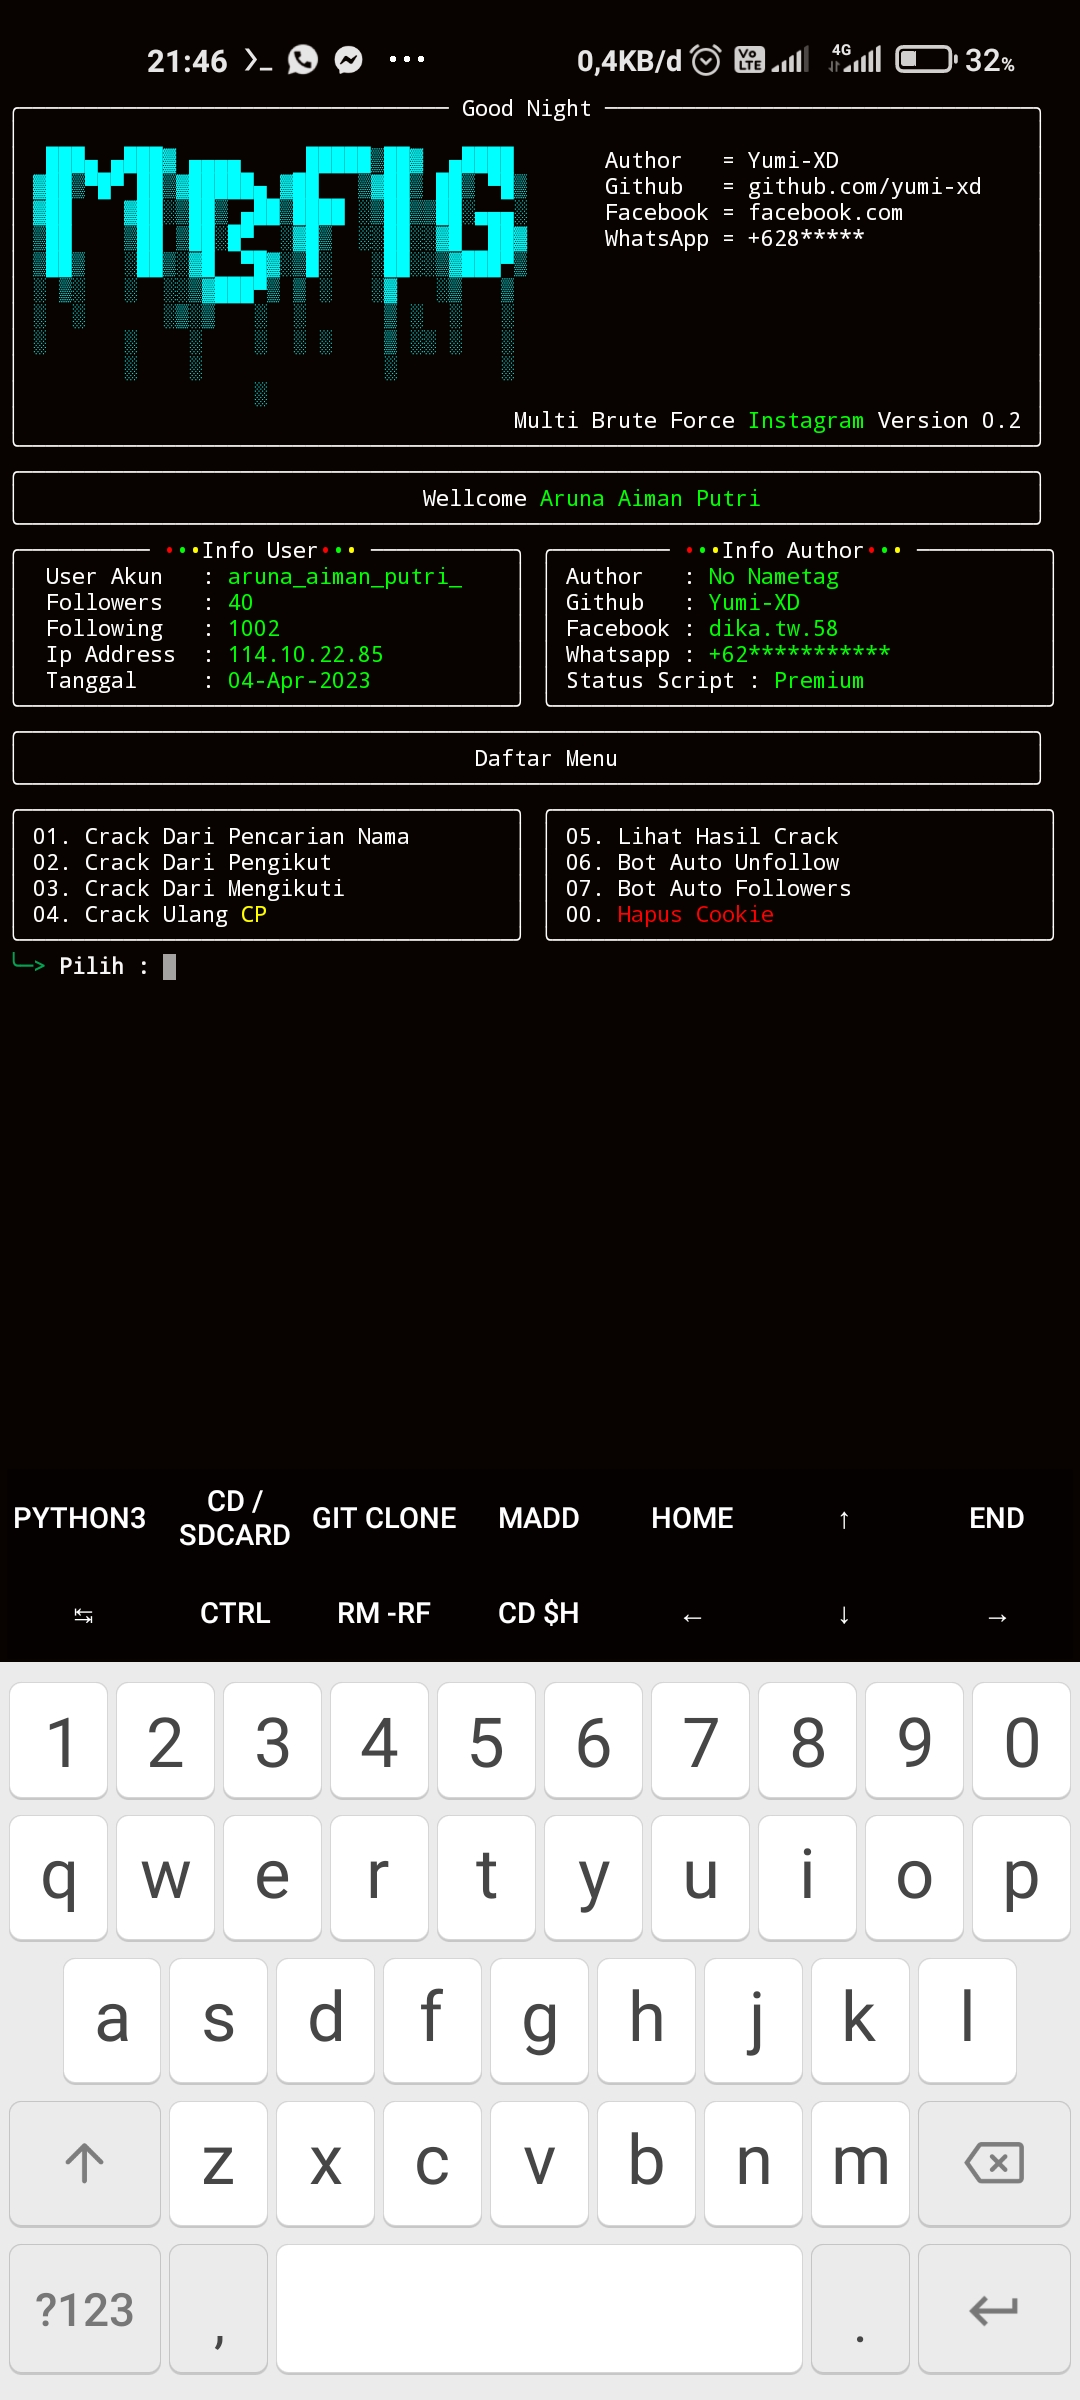 21:46 0,4KB/d Vo LTE 4G 32%
Good Night
Author = Yumi-XD
Github = github.com/yumi-xd
Facebook = facebook.com
WhatsApp = +628*****
Multi Brute Force Instagram Version 0.2
Wellcome Aruna Aiman Putri
•••Info User•••
User Akun : aruna_aiman_putri_
Followers : 40
Following : 1002
Ip Address : 114.10.22.85
Tanggal : 04-Apr-2023
•••Info Author•••
Author : No Nametag
Github : Yumi-XD
Facebook : dika.tw.58
Whatsapp : +62***********
Status Script : Premium
Daftar Menu
01. Crack Dari Pencarian Nama
02. Crack Dari Pengikut
03. Crack Dari Mengikuti
04. Crack Ulang CP
05. Lihat Hasil Crack
06. Bot Auto Unfollow
07. Bot Auto Followers
00. Hapus Cookie
Pilih :
PYTHON3 CD / SDCARD GIT CLONE MADD HOME ↑ END
↹ CTRL RM -RF CD $H ← ↓ →
1 2 3 4 5 6 7 8 9 0
q w e r t y u i o p
a s d f g h j k l
z x c v b n m
?123 , .